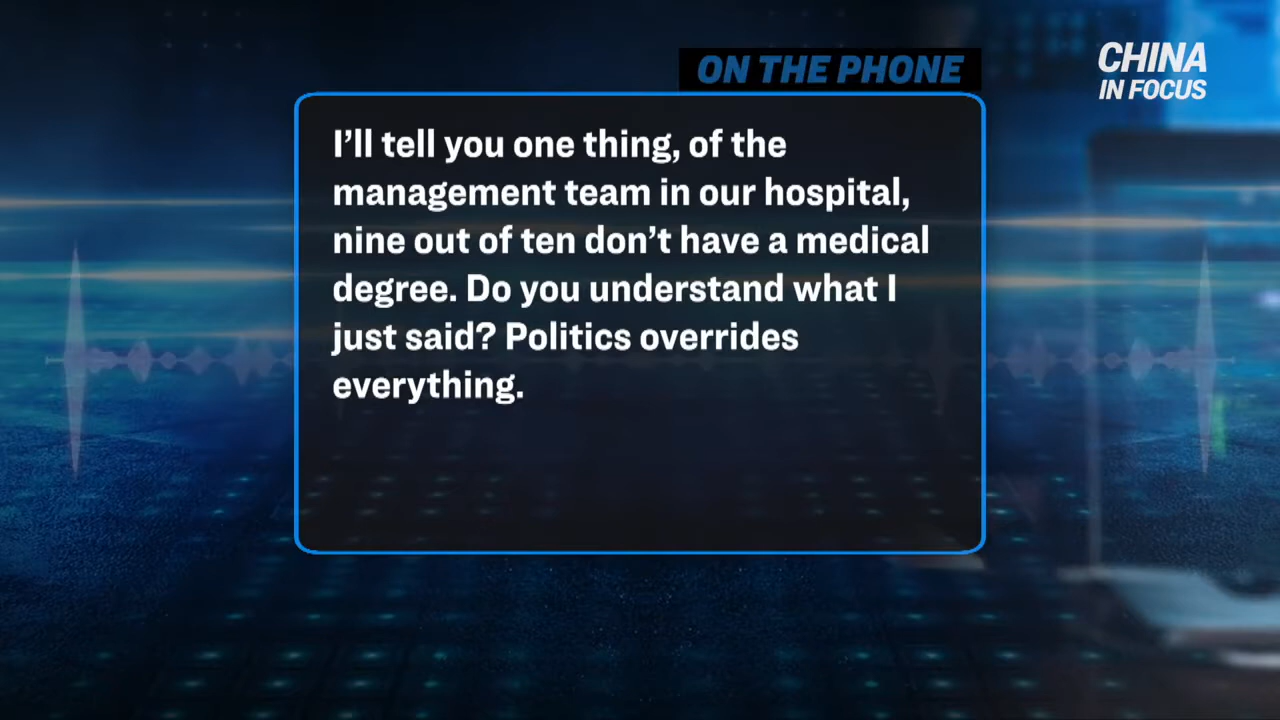 ON THE PHONE
CHINA
IN FOCUS
I’ll tell you one thing, of the
management team in our hospital,
nine out of ten don’t have a medical
degree. Do you understand what I
just said? Politics overrides
everything.